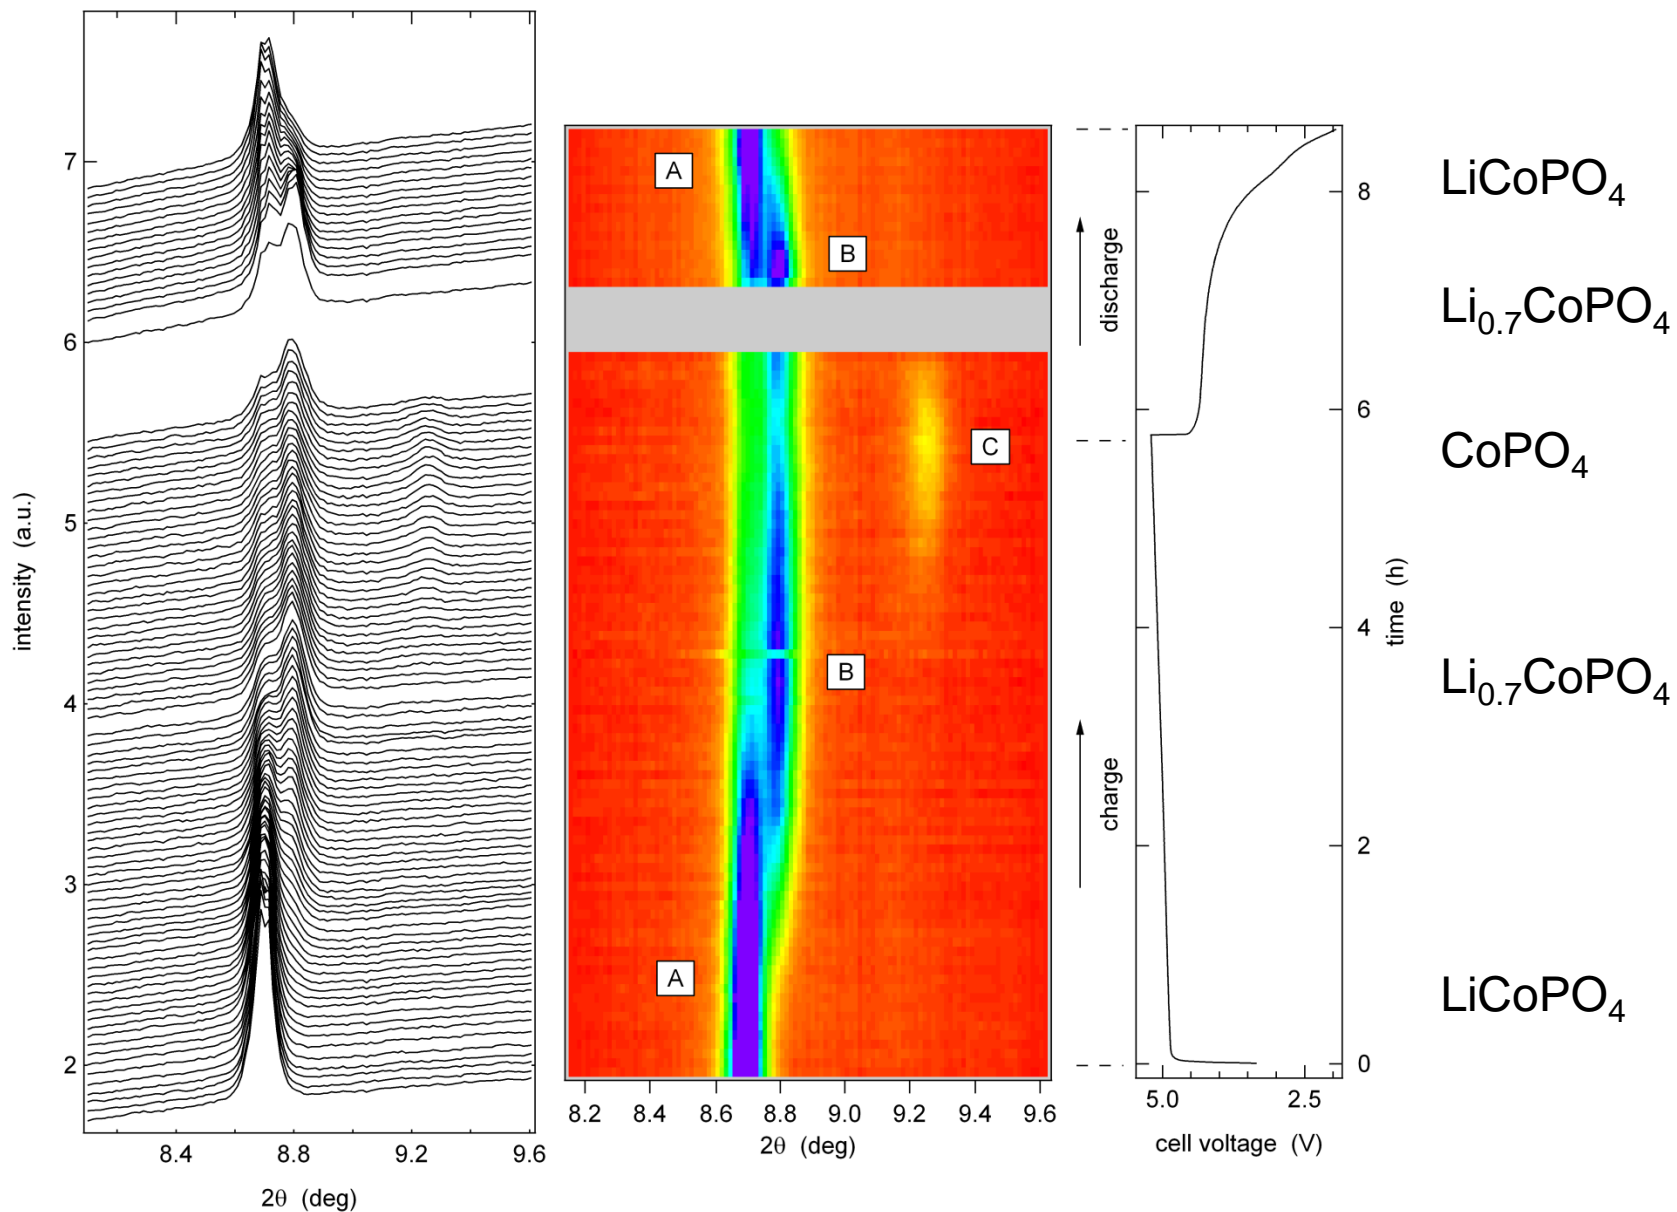 7
6
5
4
3
2
intensity (a.u.)
8.4 8.8 9.2 9.6
2θ (deg)
A
B
C
B
A
8.2 8.4 8.6 8.8 9.0 9.2 9.4 9.6
2θ (deg)
discharge
charge
8
6
4
2
0
time (h)
5.0 2.5
cell voltage (V)
LiCoPO₄
Li₀.₇CoPO₄
CoPO₄
Li₀.₇CoPO₄
LiCoPO₄